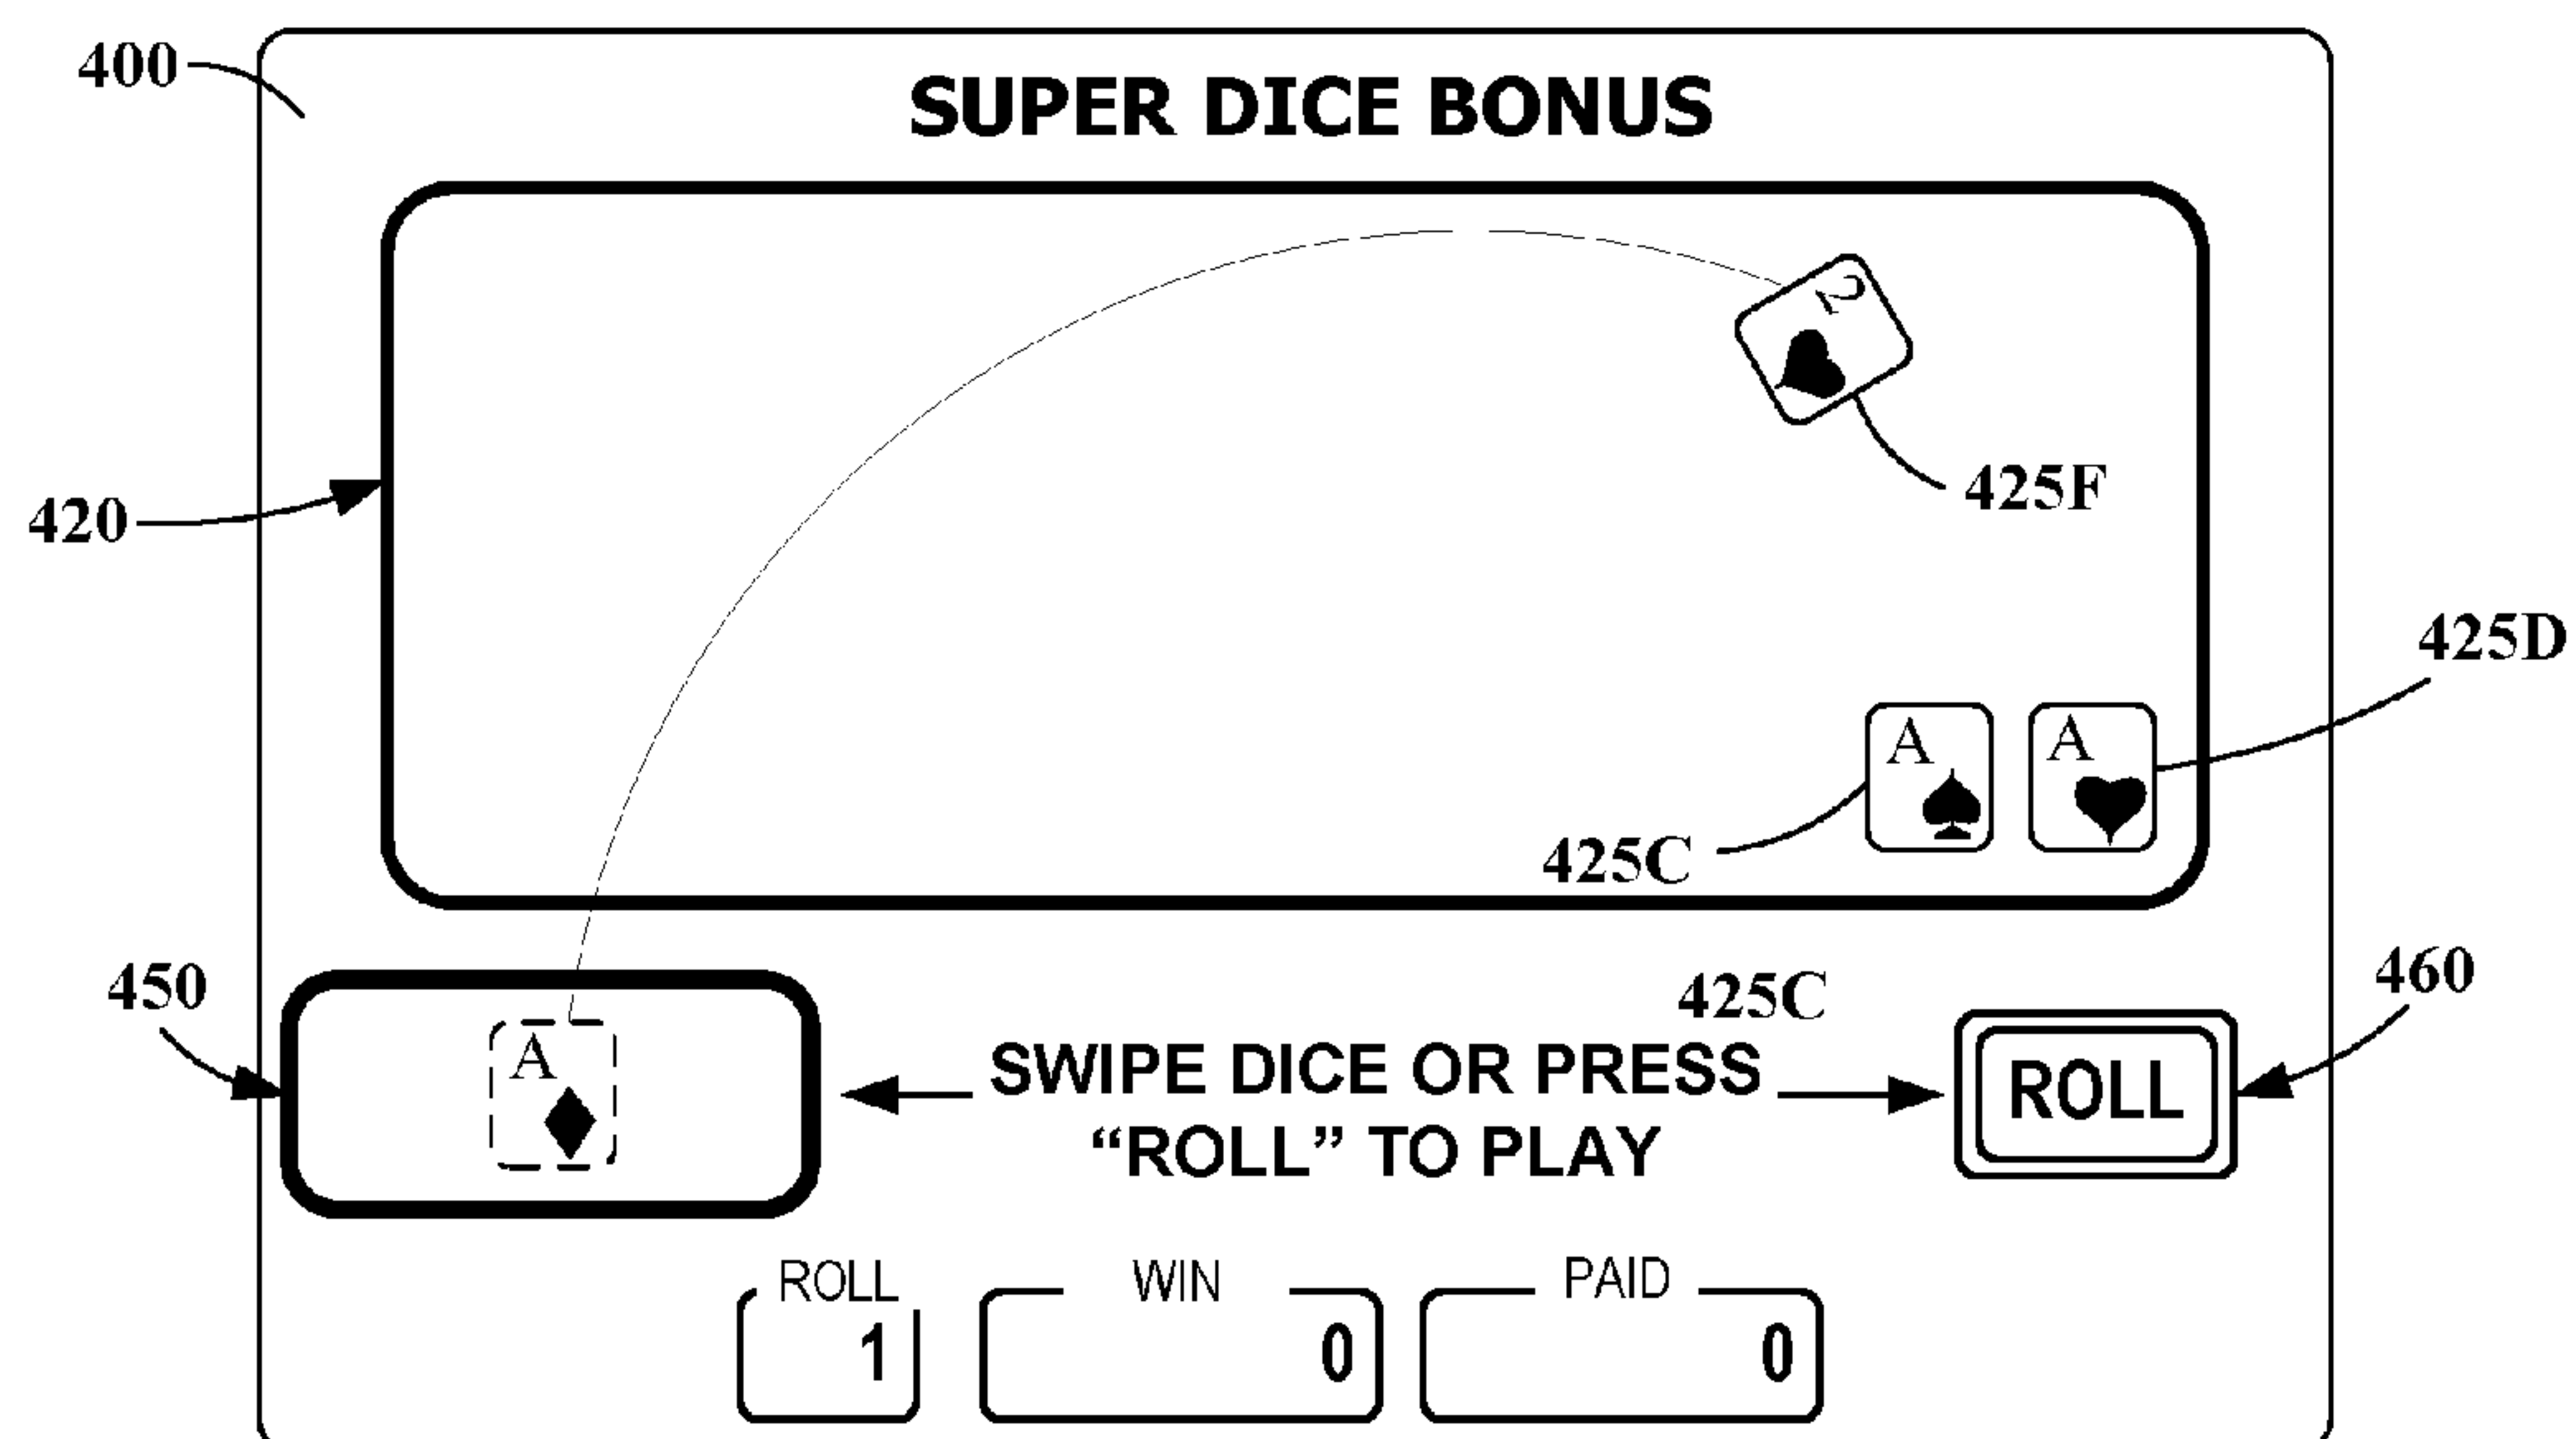 400
SUPER DICE BONUS
2
425F
420
425D
A
A
425C
450
A
425C
460
SWIPE DICE OR PRESS
“ROLL” TO PLAY
ROLL
ROLL
1
WIN
0
PAID
0